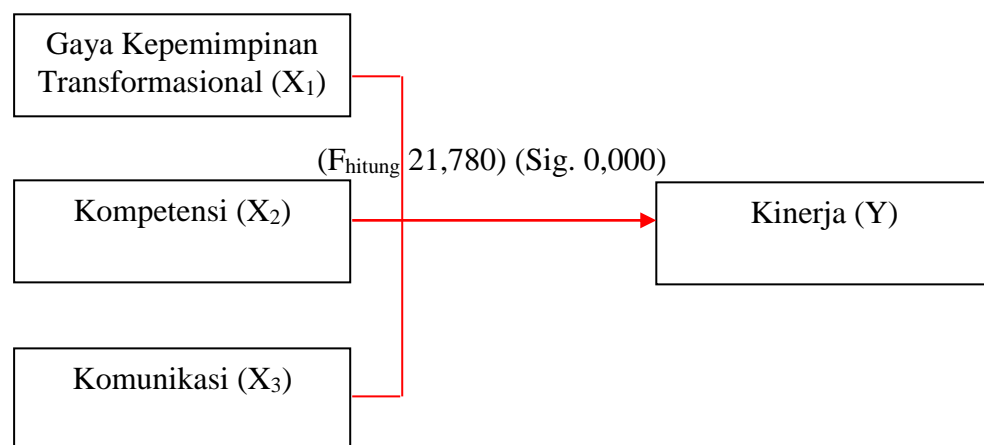 Gaya Kepemimpinan
Transformasional (X₁)
(Fhitung 21,780) (Sig. 0,000)
Kompetensi (X₂)
Kinerja (Y)
Komunikasi (X₃)